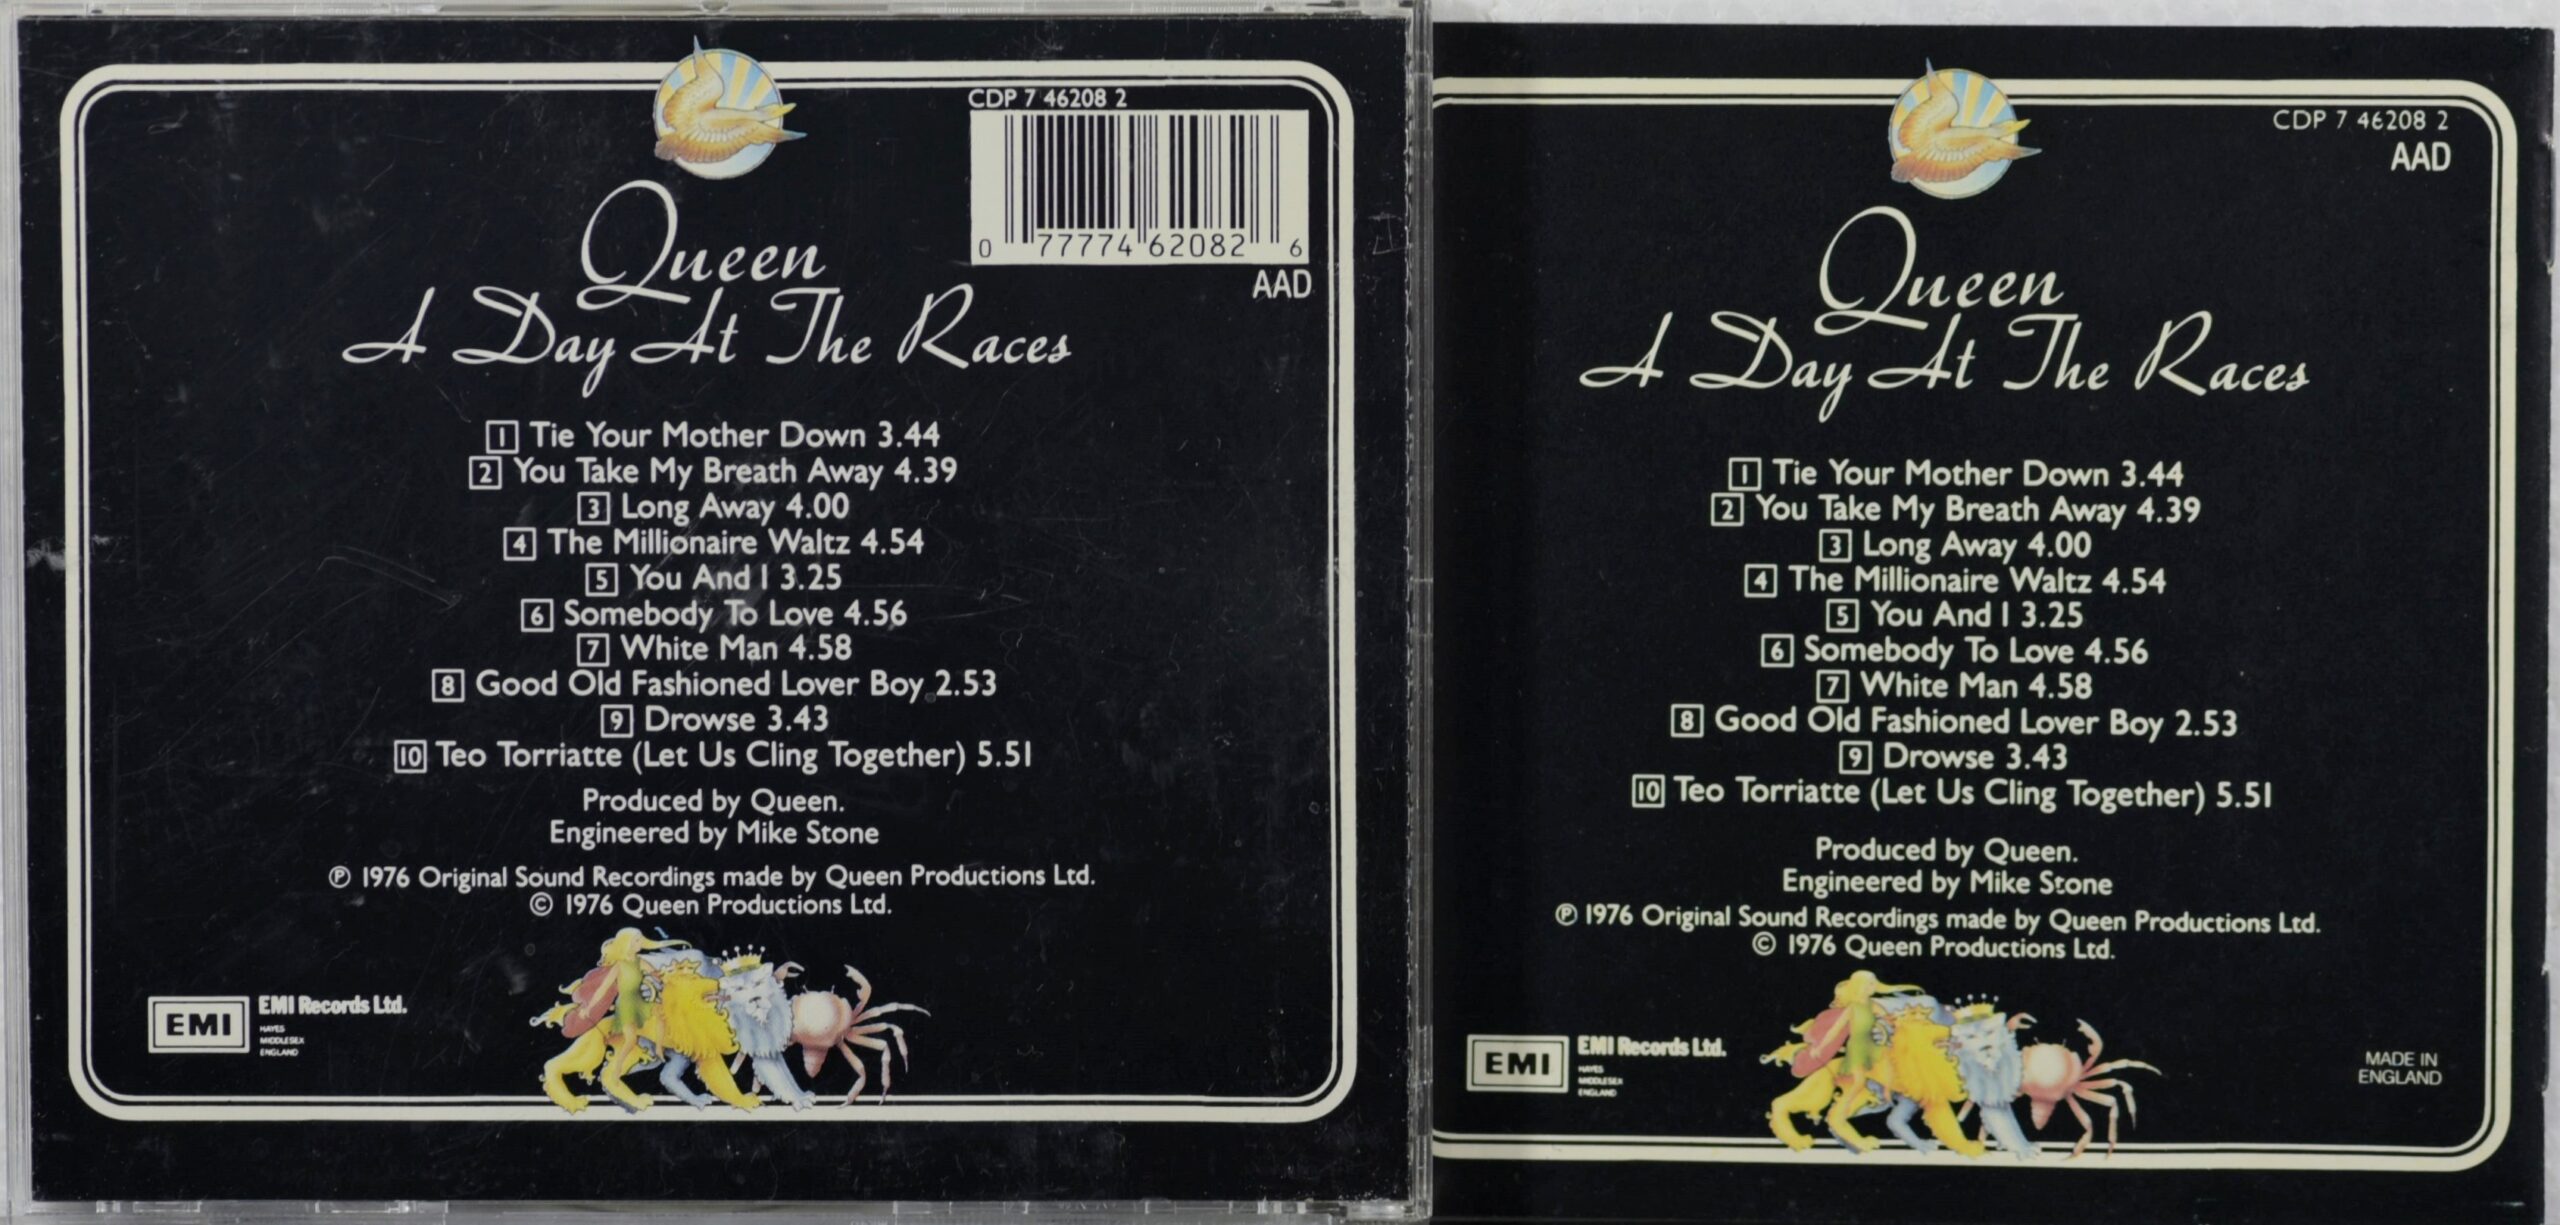 CDP 7 46208 2
0 77774 62082 6
AAD
Queen
A Day At The Races
1 Tie Your Mother Down 3.44
2 You Take My Breath Away 4.39
3 Long Away 4.00
4 The Millionaire Waltz 4.54
5 You And I 3.25
6 Somebody To Love 4.56
7 White Man 4.58
8 Good Old Fashioned Lover Boy 2.53
9 Drowse 3.43
10 Teo Torriatte (Let Us Cling Together) 5.51
Produced by Queen.
Engineered by Mike Stone
℗ 1976 Original Sound Recordings made by Queen Productions Ltd.
© 1976 Queen Productions Ltd.
EMI
EMI Records Ltd.
HAYES
MIDDLESEX
ENGLAND
CDP 7 46208 2
AAD
Queen
A Day At The Races
1 Tie Your Mother Down 3.44
2 You Take My Breath Away 4.39
3 Long Away 4.00
4 The Millionaire Waltz 4.54
5 You And I 3.25
6 Somebody To Love 4.56
7 White Man 4.58
8 Good Old Fashioned Lover Boy 2.53
9 Drowse 3.43
10 Teo Torriatte (Let Us Cling Together) 5.51
Produced by Queen.
Engineered by Mike Stone
℗ 1976 Original Sound Recordings made by Queen Productions Ltd.
© 1976 Queen Productions Ltd.
EMI
EMI Records Ltd.
HAYES
MIDDLESEX
ENGLAND
MADE IN
ENGLAND